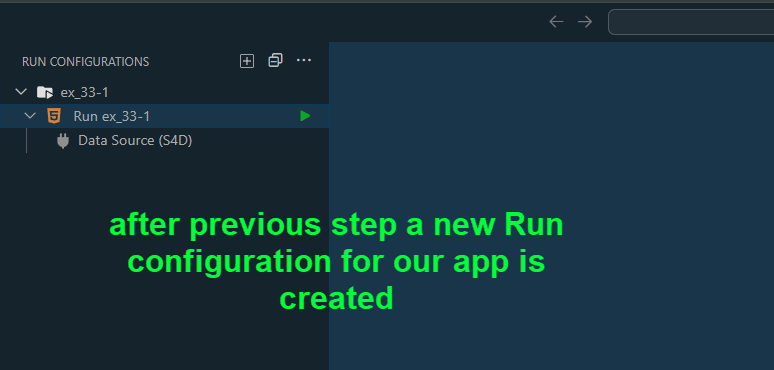 RUN CONFIGURATIONS
ex_33-1
Run ex_33-1
Data Source (S4D)
after previous step a new Run
configuration for our app is
created